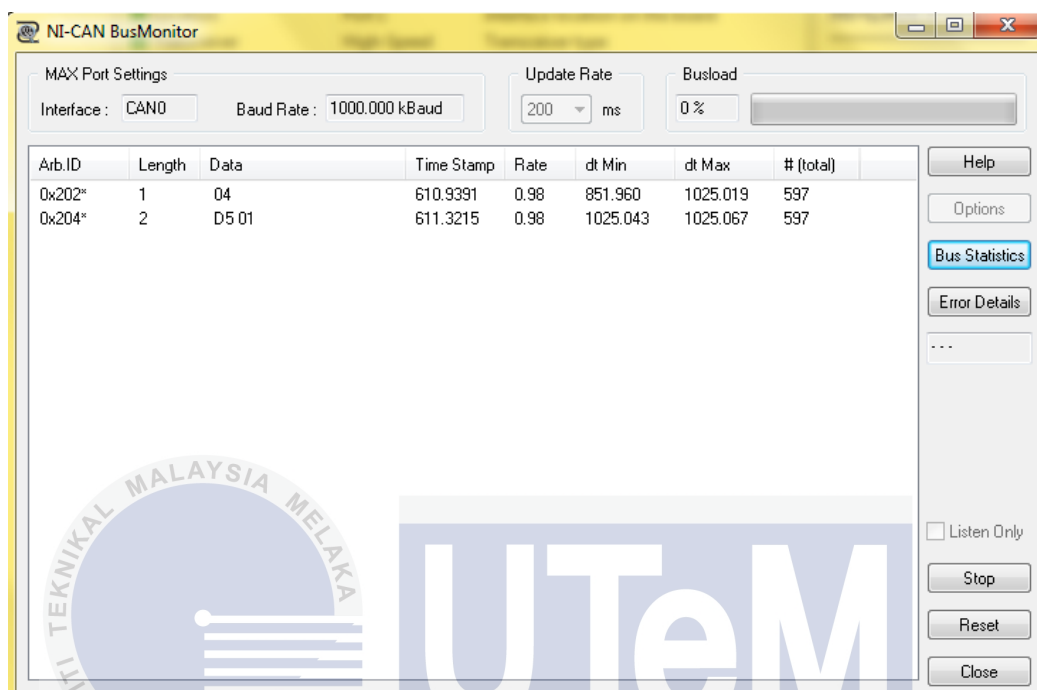 NI-CAN BusMonitor
MAX Port Settings
Update Rate
Busload
Interface : CAN0 Baud Rate : 1000.000 kBaud
200 ms
0 %
Arb.ID Length Data Time Stamp Rate dt Min dt Max # (total)
0x202* 1 04 610.9391 0.98 851.960 1025.019 597
0x204* 2 D5 01 611.3215 0.98 1025.043 1025.067 597
Help
Options
Bus Statistics
Error Details
- - -
Listen Only
Stop
Reset
Close
TEKNIKAL MALAYSIA MELAKA
UTeM